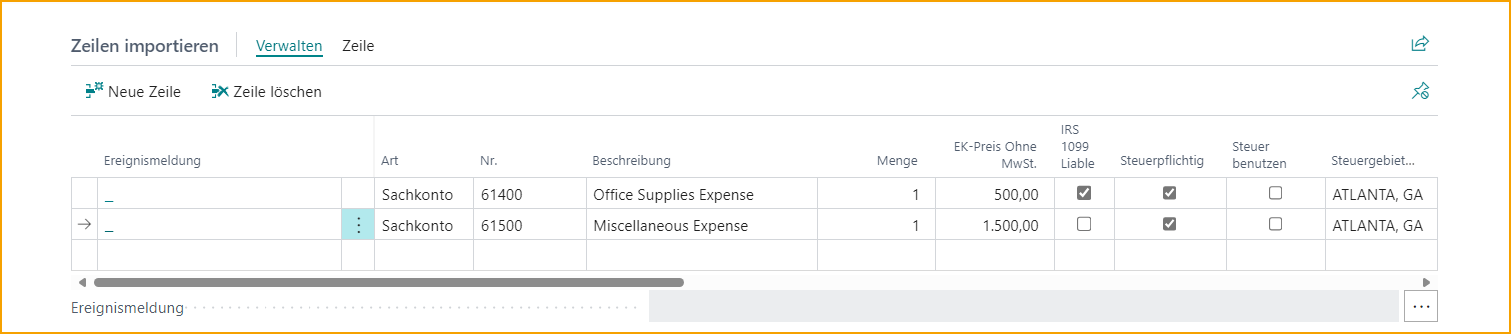 Zeilen importieren Verwalten Zeile
Neue Zeile Zeile löschen
Ereignismeldung Art Nr. Beschreibung Menge EK-Preis Ohne MwSt. IRS 1099 Liable Steuerpflichtig Steuer benutzen Steuergebiet...
_ Sachkonto 61400 Office Supplies Expense 1 500,00 ATLANTA, GA
_ Sachkonto 61500 Miscellaneous Expense 1 1.500,00 ATLANTA, GA
Ereignismeldung ...